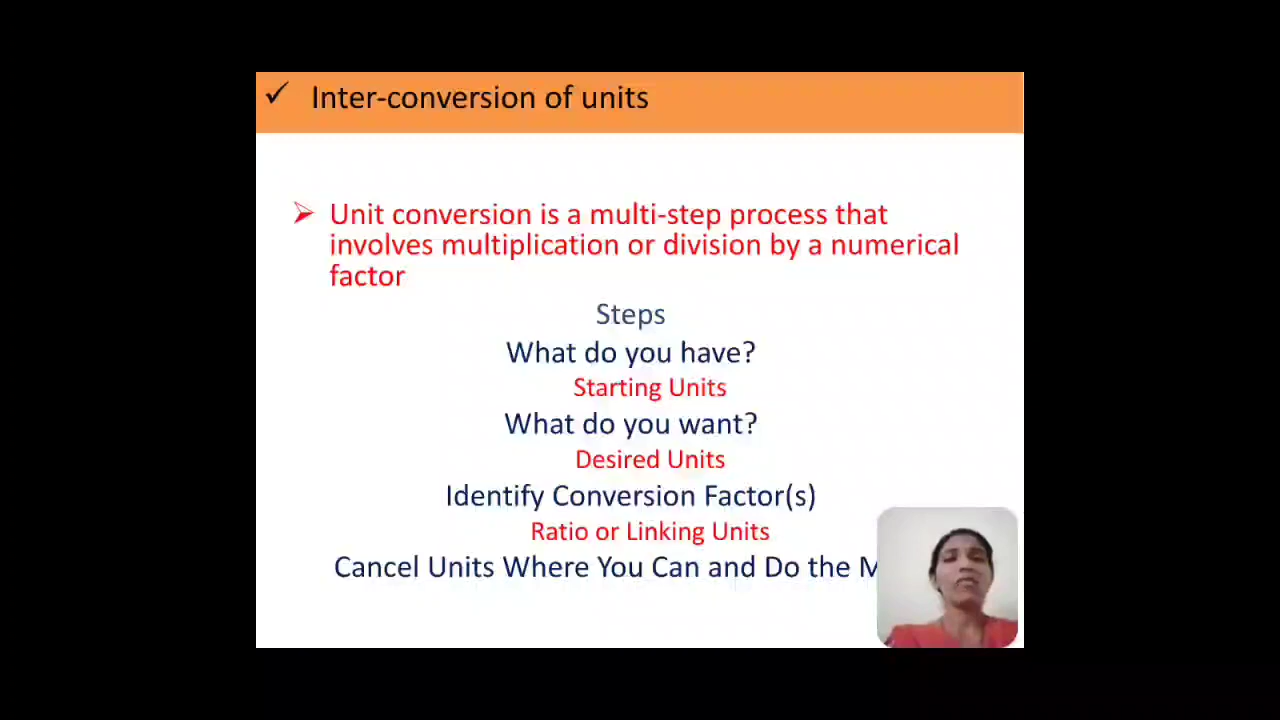 ✓ Inter-conversion of units
➢ Unit conversion is a multi-step process that
involves multiplication or division by a numerical
factor
Steps
What do you have?
Starting Units
What do you want?
Desired Units
Identify Conversion Factor(s)
Ratio or Linking Units
Cancel Units Where You Can and Do the